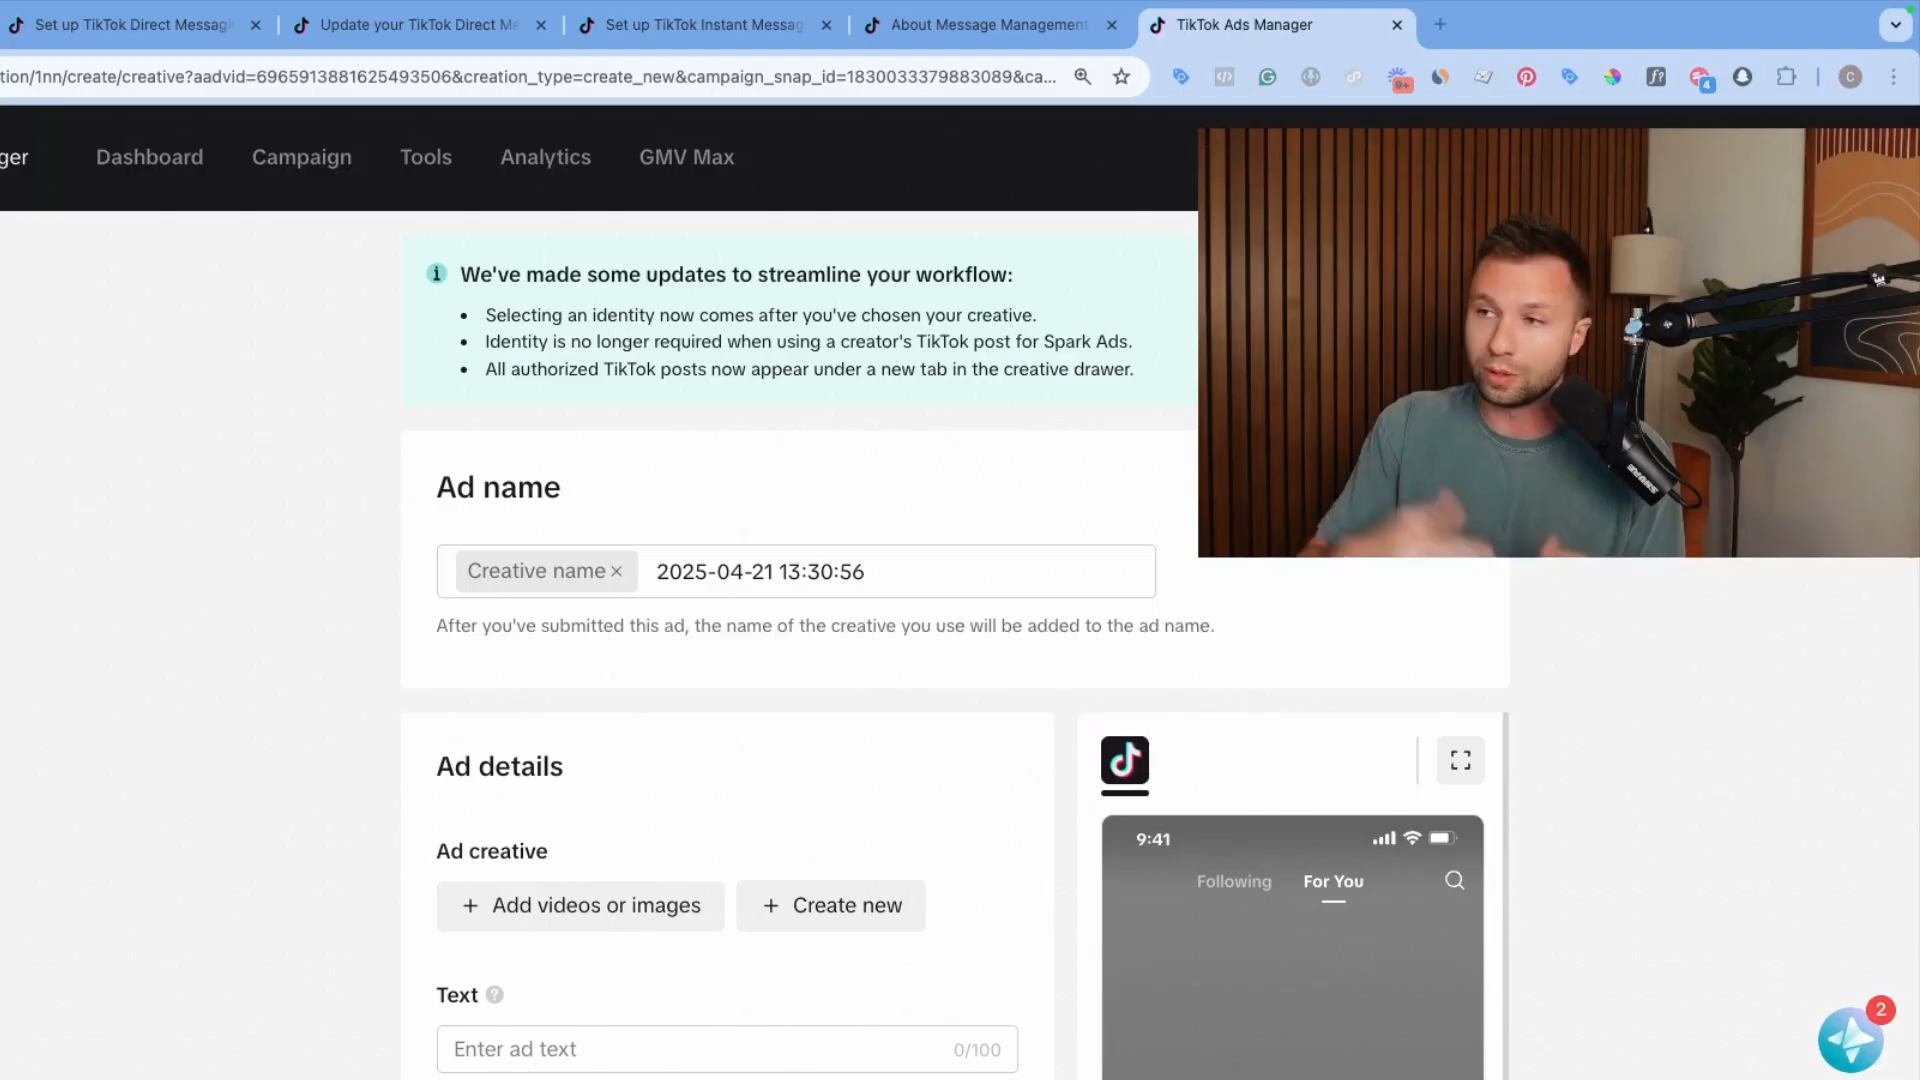 Set up TikTok Direct Messag
Update your TikTok Direct Me
Set up TikTok Instant Messag
About Message Management
TikTok Ads Manager
tion/1nn/create/creative?aadvid=6965913881625493506&creation_type=create_new&campaign_snap_id=1830033379883089&ca...
9+
f?
4
C
ger
Dashboard
Campaign
Tools
Analytics
GMV Max
We've made some updates to streamline your workflow:
• Selecting an identity now comes after you've chosen your creative.
• Identity is no longer required when using a creator's TikTok post for Spark Ads.
• All authorized TikTok posts now appear under a new tab in the creative drawer.
SHURE
Ad name
Creative name × 2025-04-21 13:30:56
After you've submitted this ad, the name of the creative you use will be added to the ad name.
Ad details
Ad creative
+ Add videos or images
+ Create new
Text ?
Enter ad text
0/100
9:41
Following
For You
2